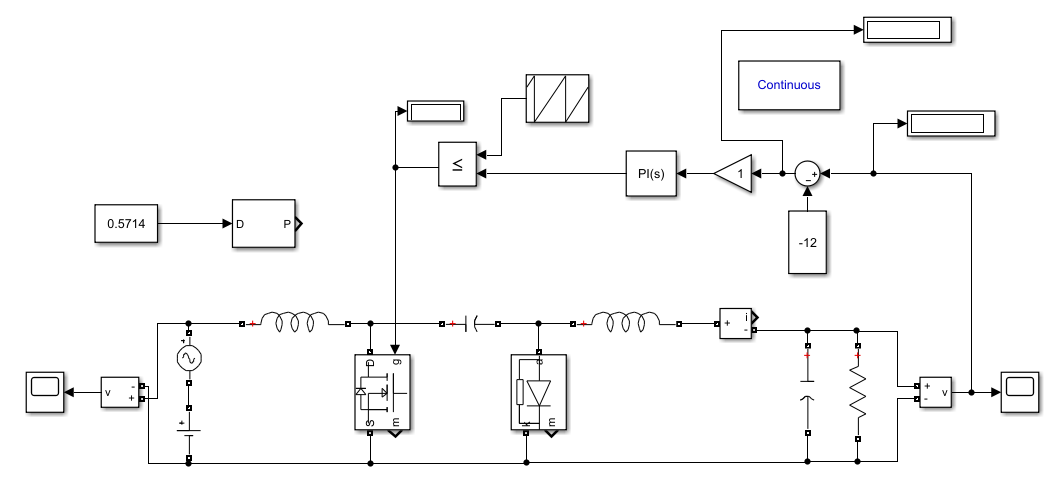 Continuous
≤
PI(s)
1
-+
-12
0.5714
D
P
+
+
+
+
i
-
+
D
g
a
v
-
+
+
S
m
k
m
+
+
+
-
v